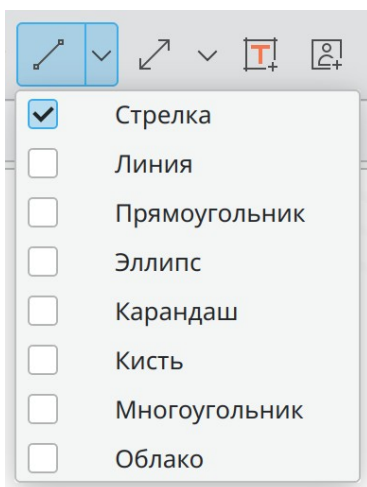 Стрелка
Линия
Прямоугольник
Эллипс
Карандаш
Кисть
Многоугольник
Облако